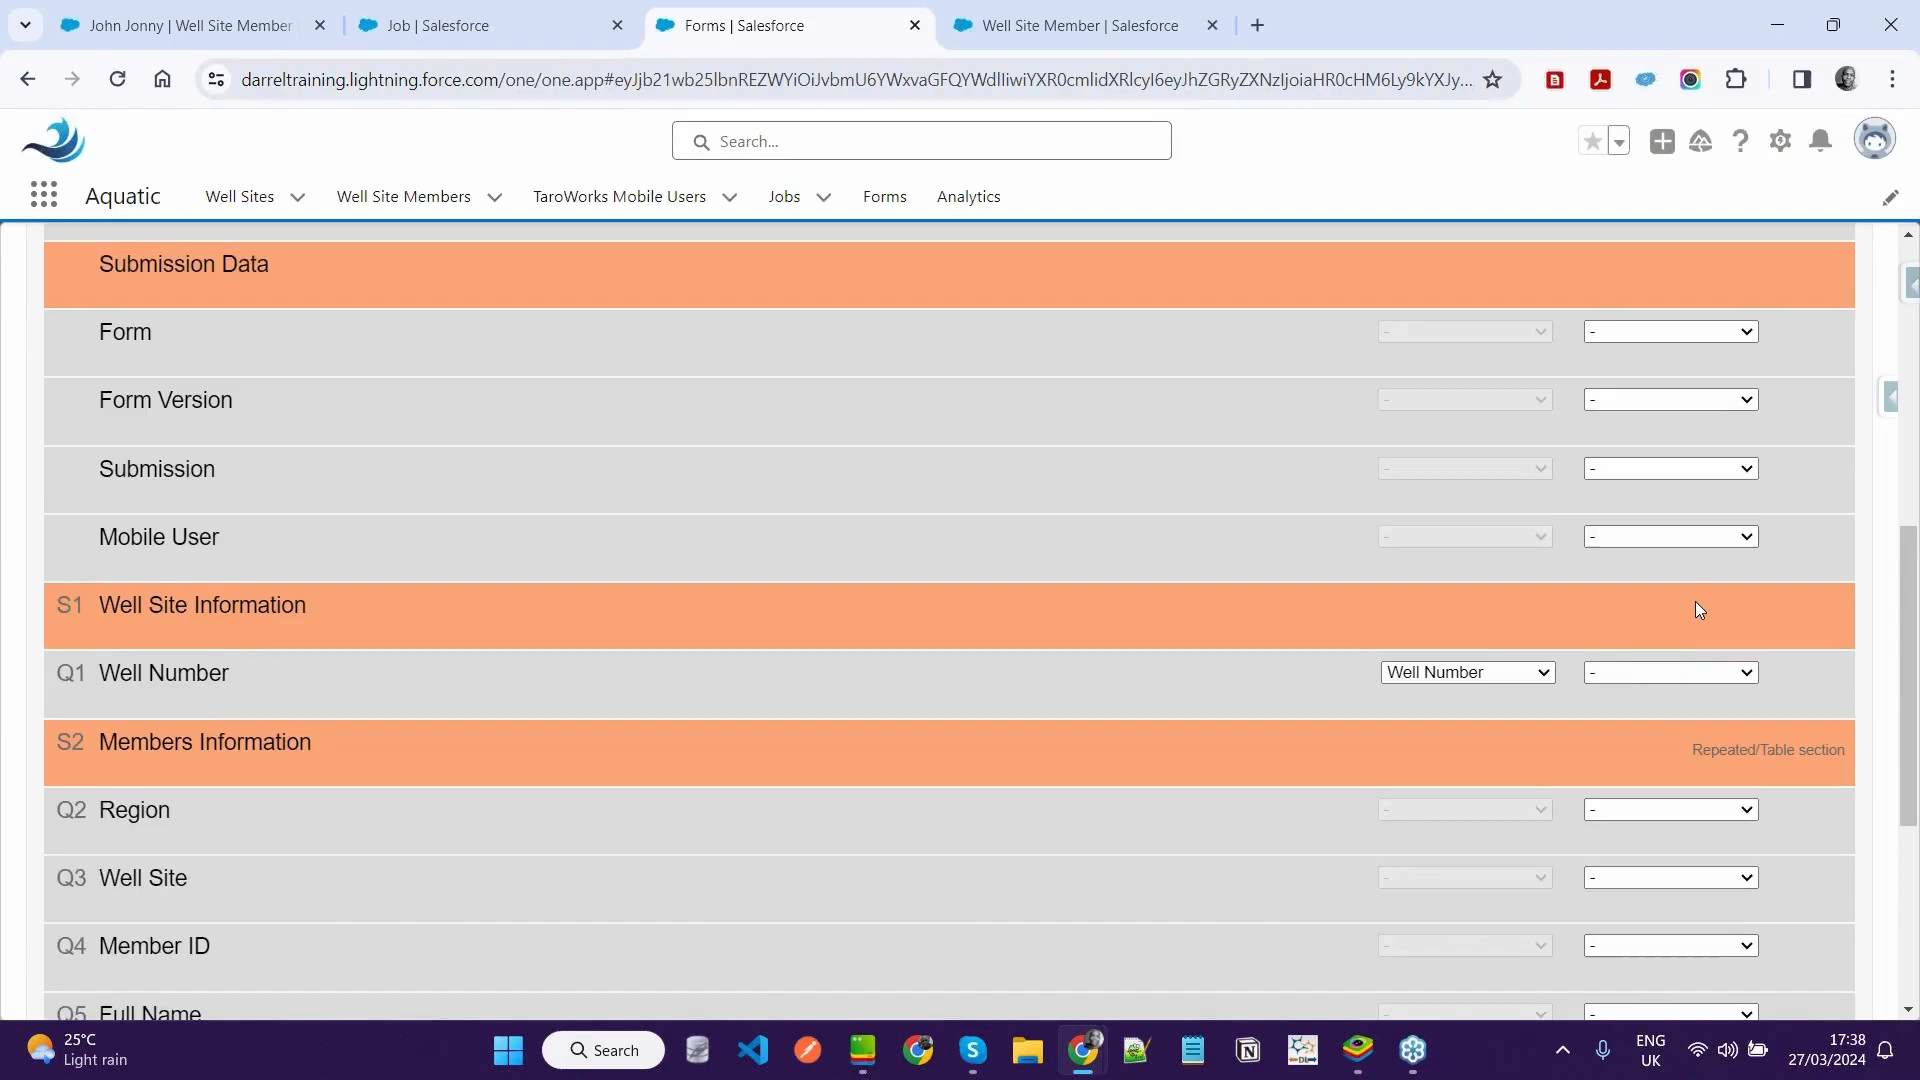 John Jonny | Well Site Member
Job | Salesforce
Forms | Salesforce
Well Site Member | Salesforce
darreltraining.lightning.force.com/one/one.app#eyJjb21wb25lbnREZWYiOiJvbmU6YWxvaGFQYWdlIiwiYXR0cmlidXRlcyI6eyJhZGRyZXNzIjoiaHR0cHM6Ly9kYXJy...
Search...
Aquatic
Well Sites
Well Site Members
TaroWorks Mobile Users
Jobs
Forms
Analytics
Submission Data
Form - -
Form Version - -
Submission - -
Mobile User - -
S1 Well Site Information
Q1 Well Number Well Number -
S2 Members Information
Repeated/Table section
Q2 Region - -
Q3 Well Site - -
Q4 Member ID - -
Q5 Full Name - -
25°C
Light rain
Search
ENG
UK
17:38
27/03/2024